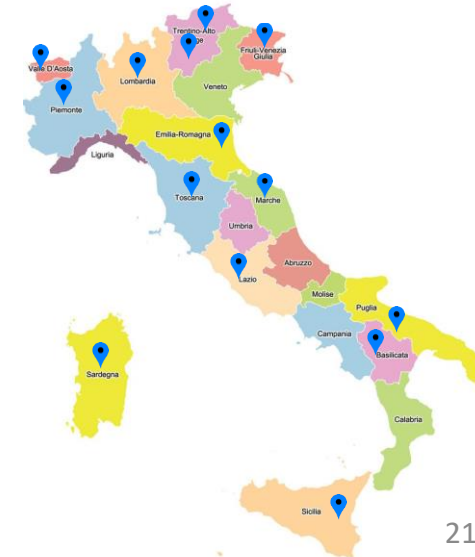 Trentino-Alto
Friuli-Venezia
Giulia
Valle D'Aosta
Lombardia
Veneto
Piemonte
Emilia-Romagna
Liguria
Toscana
Marche
Umbria
Lazio
Abruzzo
Molise
Puglia
Campania
Basilicata
Sardegna
Calabria
Sicilia
21